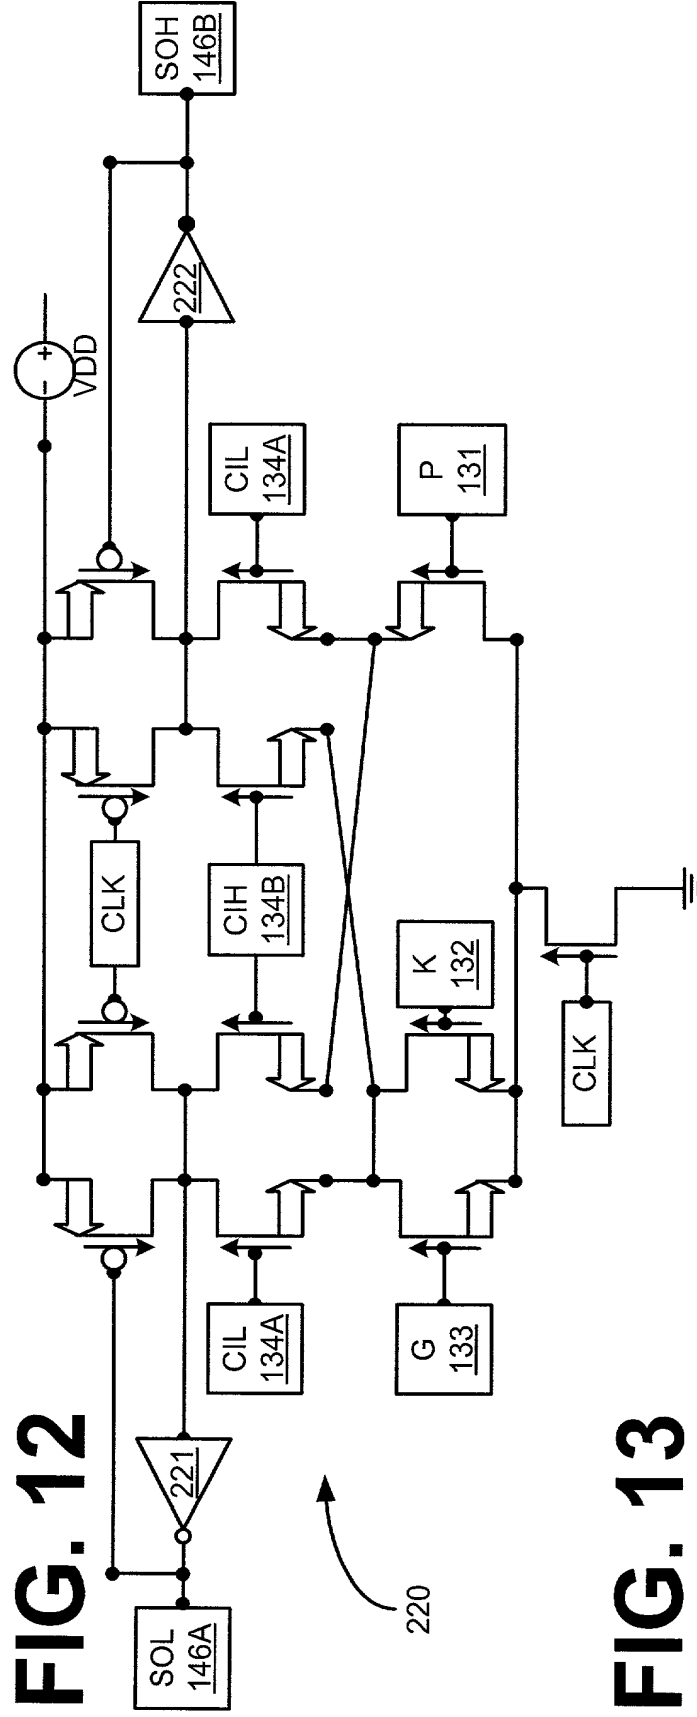 FIG. 12
SOL
146A
221
CIL
134A
G
133
220
CLK
CIH
134B
K
132
CLK
VDD
+
-
CIL
134A
P
131
222
SOH
146B
FIG. 13